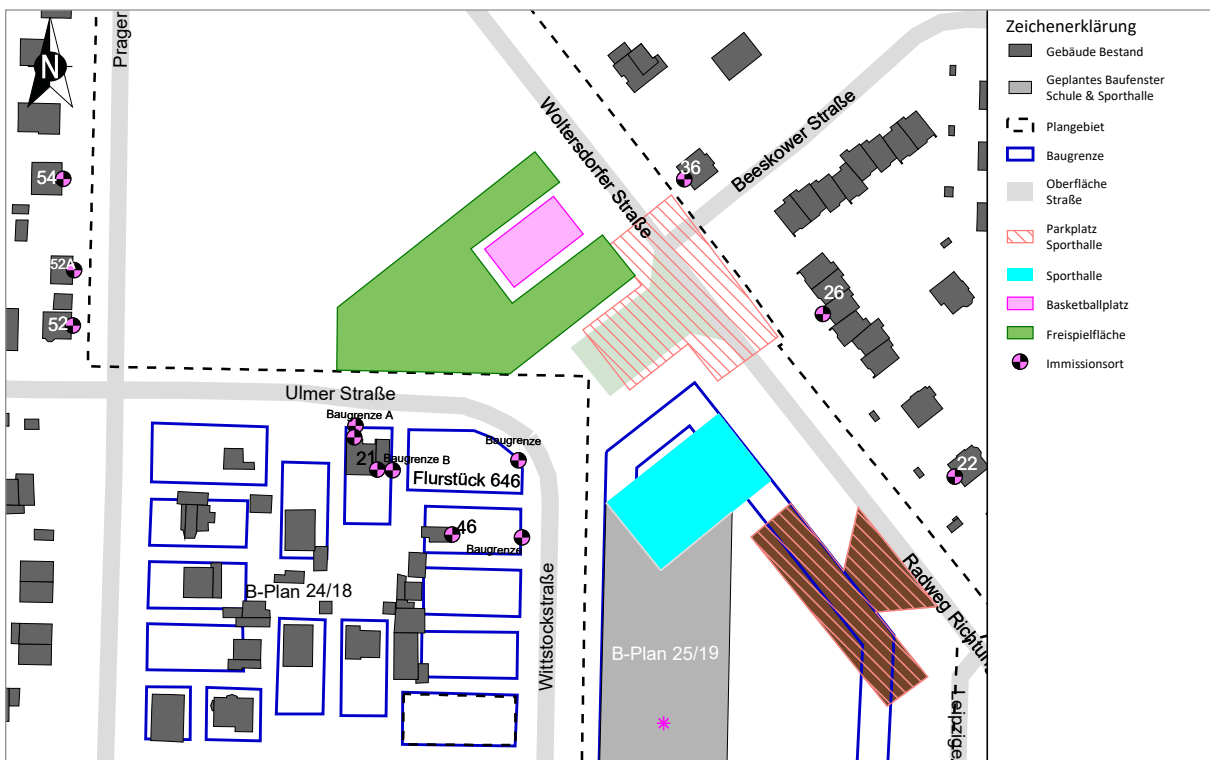 N
Prager
Woltersdorfer Straße
Beeskower Straße
36
54
52A
52
26
22
Ulmer Straße
Baugrenze A
21
Baugrenze B
Baugrenze
Flurstück 646
46
Baugrenze
B-Plan 24/18
Wittstockstraße
B-Plan 25/19
Radweg Richtun
Leipzige
Zeichenerklärung
Gebäude Bestand
Geplantes Baufenster
Schule & Sporthalle
Plangebiet
Baugrenze
Oberfläche
Straße
Parkplatz
Sporthalle
Sporthalle
Basketballplatz
Freispielfläche
Immissionsort